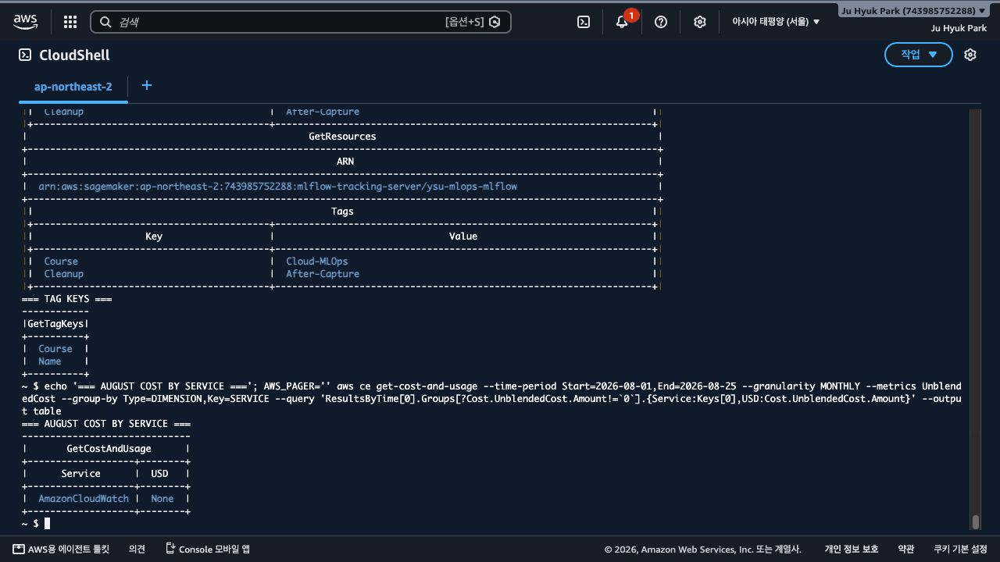 aws
검색
[옵션+S]
1
아시아 태평양 (서울) ▼
Ju Hyuk Park (743985752288) ▼
Ju Hyuk Park
CloudShell
작업 ▼
ap-northeast-2
+
|| Cleanup | After-Capture ||
|+-------------------------------------------+-------------------------------------------------------------------+|
| GetResources |
+----------------------------------------------------------------------------------------------------------------+
| ARN |
+----------------------------------------------------------------------------------------------------------------+
| arn:aws:sagemaker:ap-northeast-2:743985752288:mlflow-tracking-server/ysu-mlops-mlflow |
+----------------------------------------------------------------------------------------------------------------+
|| Tags ||
|+-------------------------------------------+-------------------------------------------------------------------+|
|| Key | Value ||
|+-------------------------------------------+-------------------------------------------------------------------+|
|| Course | Cloud-MLOps ||
|| Cleanup | After-Capture ||
|+-------------------------------------------+-------------------------------------------------------------------+|
=== TAG KEYS ===
------------
|GetTagKeys|
+----------+
| Course |
| Name |
+----------+
~ $ echo '=== AUGUST COST BY SERVICE ==='; AWS_PAGER='' aws ce get-cost-and-usage --time-period Start=2026-08-01,End=2026-08-25 --granularity MONTHLY --metrics Unblend
edCost --group-by Type=DIMENSION,Key=SERVICE --query 'ResultsByTime[0].Groups[?Cost.UnblendedCost.Amount!=`0`].{Service:Keys[0],USD:Cost.UnblendedCost.Amount}' --outpu
t table
=== AUGUST COST BY SERVICE ===
------------------------------
| GetCostAndUsage |
+-------------------+--------+
| Service | USD |
+-------------------+--------+
| AmazonCloudWatch | None |
+-------------------+--------+
~ $
AWS용 에이전트 툴킷
의견
Console 모바일 앱
© 2026, Amazon Web Services, Inc. 또는 계열사.
개인 정보 보호
약관
쿠키 기본 설정